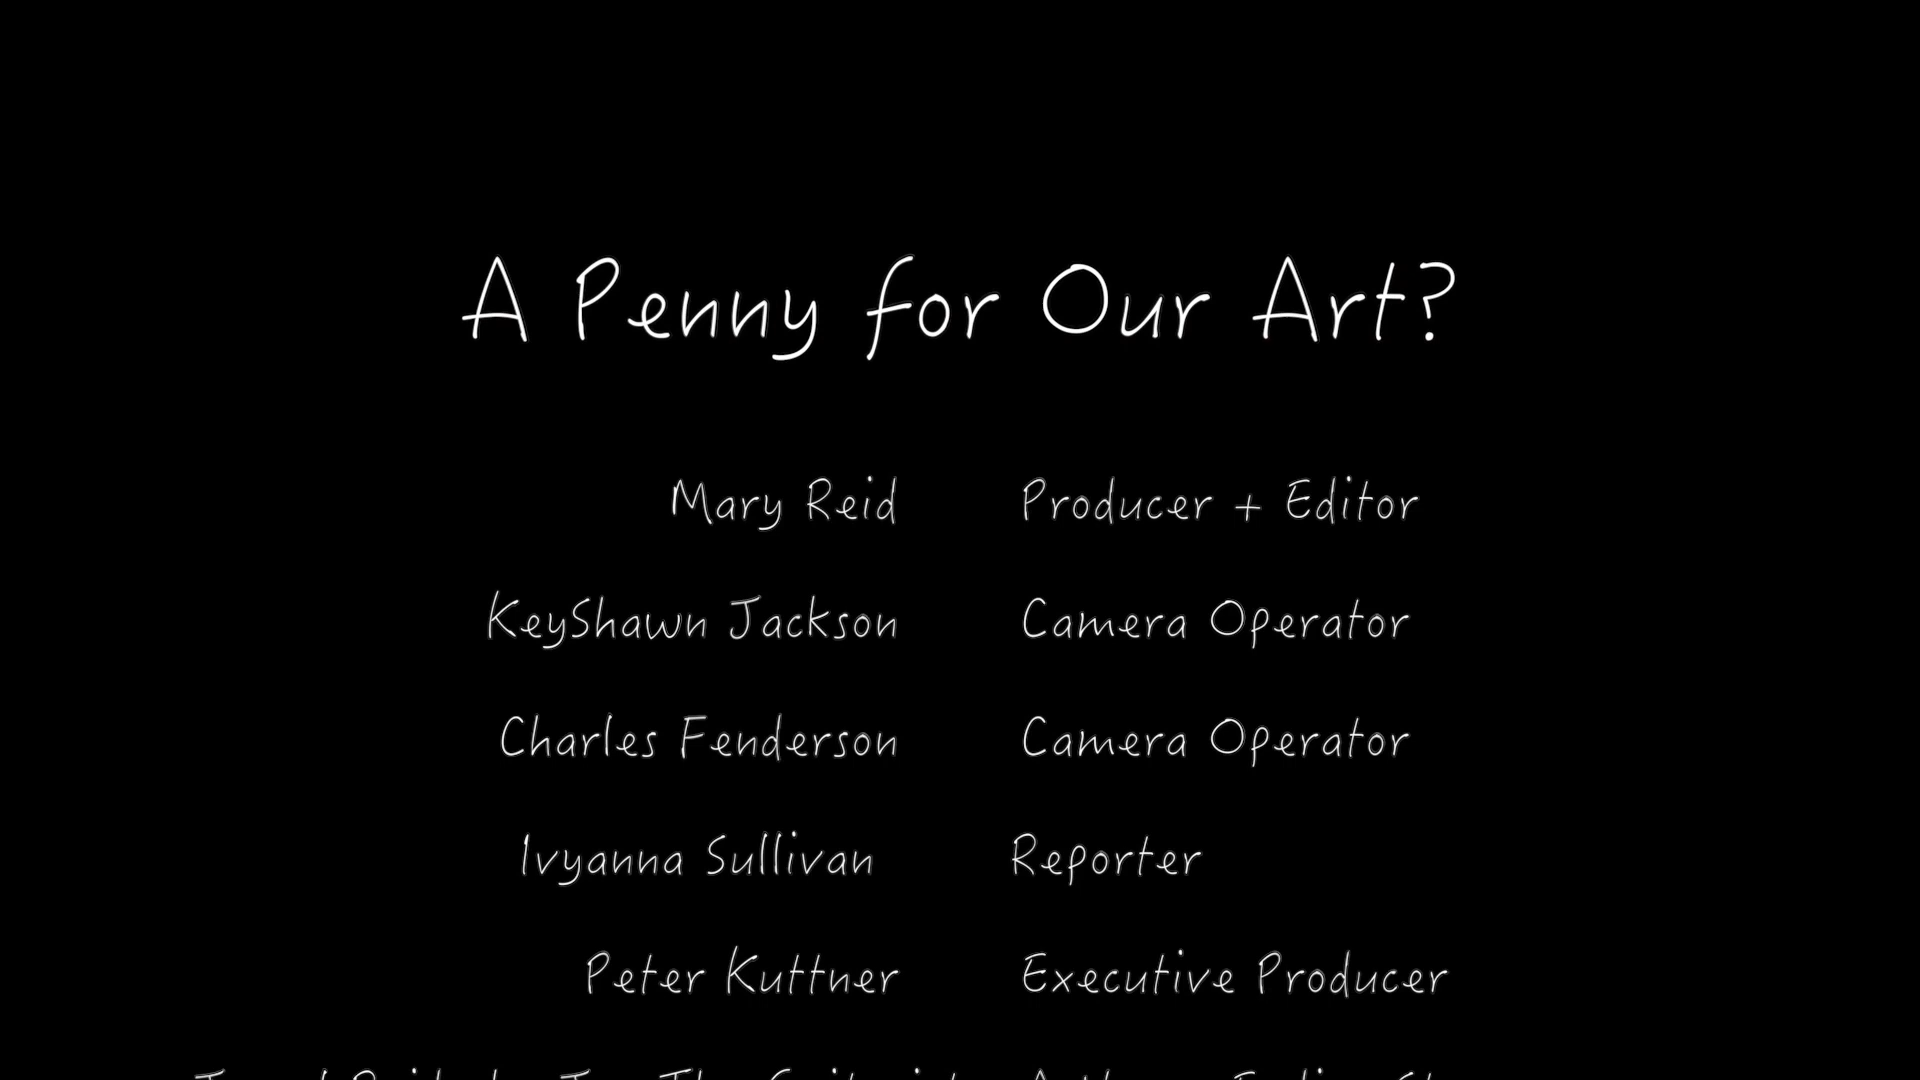 A Penny for Our Art?
Mary Reid Producer + Editor
KeyShawn Jackson Camera Operator
Charles Fenderson Camera Operator
Ivyanna Sullivan Reporter
Peter Kuttner Executive Producer